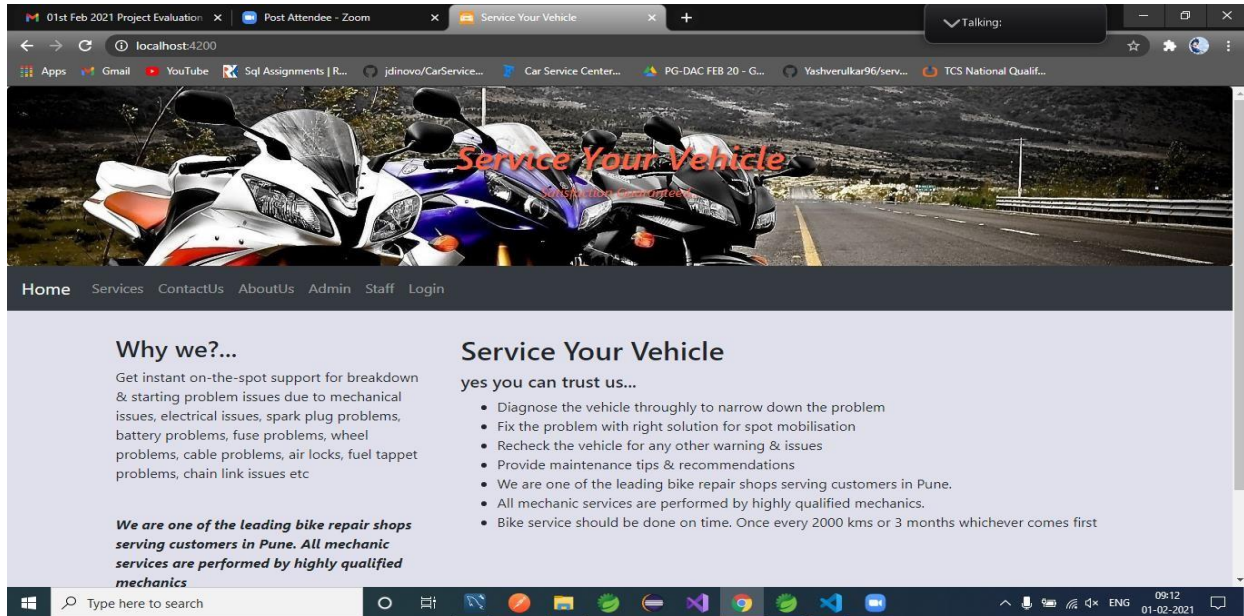 01st Feb 2021 Project Evaluation
Post Attendee - Zoom
Service Your Vehicle
Talking:
localhost:4200
Apps
Gmail
YouTube
Sql Assignments | R...
jdinovo/CarService...
Car Service Center...
PG-DAC FEB 20 - G...
Yashverulkar96/serv...
TCS National Qualif...
Service Your Vehicle
Satisfaction Guaranteed
Home Services ContactUs AboutUs Admin Staff Login
Why we?...
Get instant on-the-spot support for breakdown
& starting problem issues due to mechanical
issues, electrical issues, spark plug problems,
battery problems, fuse problems, wheel
problems, cable problems, air locks, fuel tappet
problems, chain link issues etc
We are one of the leading bike repair shops
serving customers in Pune. All mechanic
services are performed by highly qualified
mechanics
Service Your Vehicle
yes you can trust us...
Diagnose the vehicle throughly to narrow down the problem
Fix the problem with right solution for spot mobilisation
Recheck the vehicle for any other warning & issues
Provide maintenance tips & recommendations
We are one of the leading bike repair shops serving customers in Pune.
All mechanic services are performed by highly qualified mechanics.
Bike service should be done on time. Once every 2000 kms or 3 months whichever comes first
Type here to search
ENG
09:12
01-02-2021